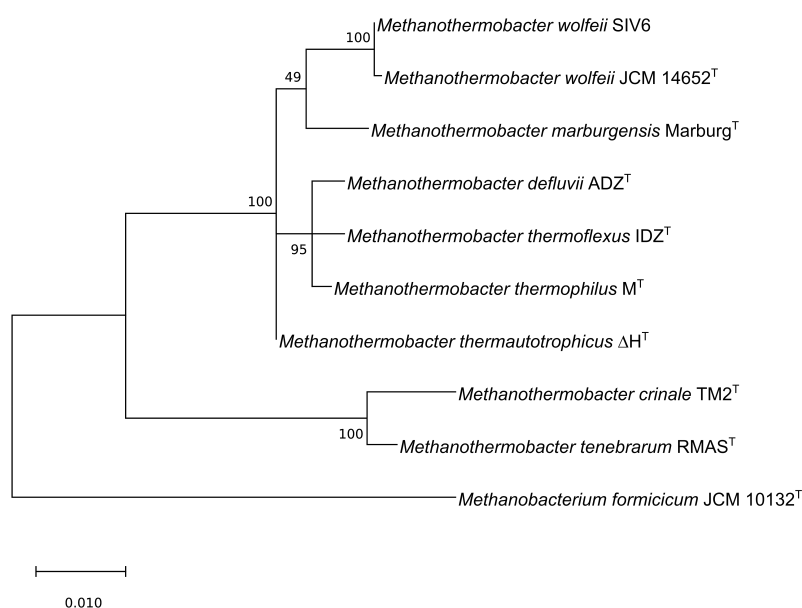 Methanothermobacter wolfeii SIV6
100
Methanothermobacter wolfeii JCM 14652ᵀ
49
Methanothermobacter marburgensis Marburgᵀ
Methanothermobacter defluvii ADZᵀ
100
Methanothermobacter thermoflexus IDZᵀ
95
Methanothermobacter thermophilus Mᵀ
Methanothermobacter thermautotrophicus ΔHᵀ
Methanothermobacter crinale TM2ᵀ
100
Methanothermobacter tenebrarum RMASᵀ
Methanobacterium formicicum JCM 10132ᵀ
0.010